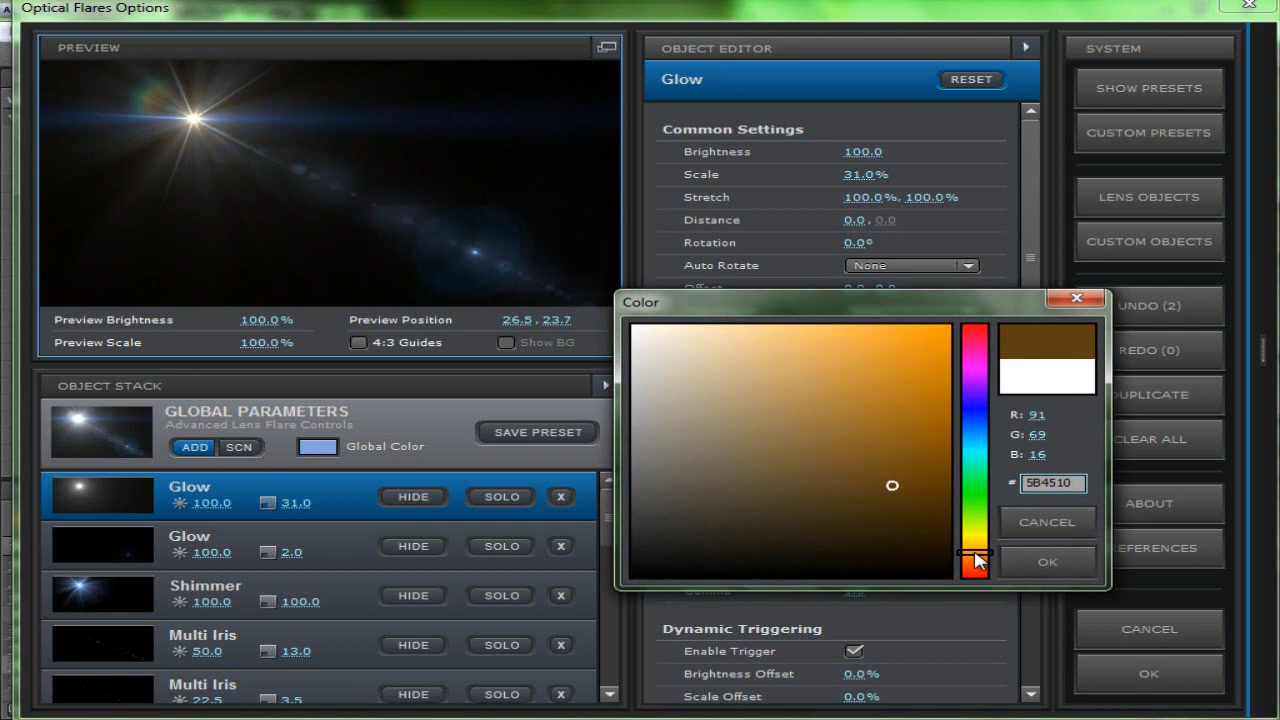 Optical Flares Options
PREVIEW
Preview Brightness 100.0% Preview Position 26.5, 23.7
Preview Scale 100.0% 4:3 Guides Show BG
OBJECT STACK
GLOBAL PARAMETERS
Advanced Lens Flare Controls
SAVE PRESET
ADD SCN Global Color
Glow
100.0 31.0 HIDE SOLO X
Glow
100.0 2.0 HIDE SOLO X
Shimmer
100.0 100.0 HIDE SOLO X
Multi Iris
50.0 13.0 HIDE SOLO X
Multi Iris
22.5 3.5 HIDE SOLO X
OBJECT EDITOR
Glow RESET
Common Settings
Brightness 100.0
Scale 31.0%
Stretch 100.0%, 100.0%
Distance 0.0, 0.0
Rotation 0.0°
Auto Rotate None
Color
R: 91
G: 69
B: 16
# 5B4510
CANCEL
OK
Dynamic Triggering
Enable Trigger
Brightness Offset 0.0%
Scale Offset 0.0%
SYSTEM
SHOW PRESETS
CUSTOM PRESETS
LENS OBJECTS
CUSTOM OBJECTS
UNDO (2)
REDO (0)
DUPLICATE
CLEAR ALL
ABOUT
REFERENCES
CANCEL
OK